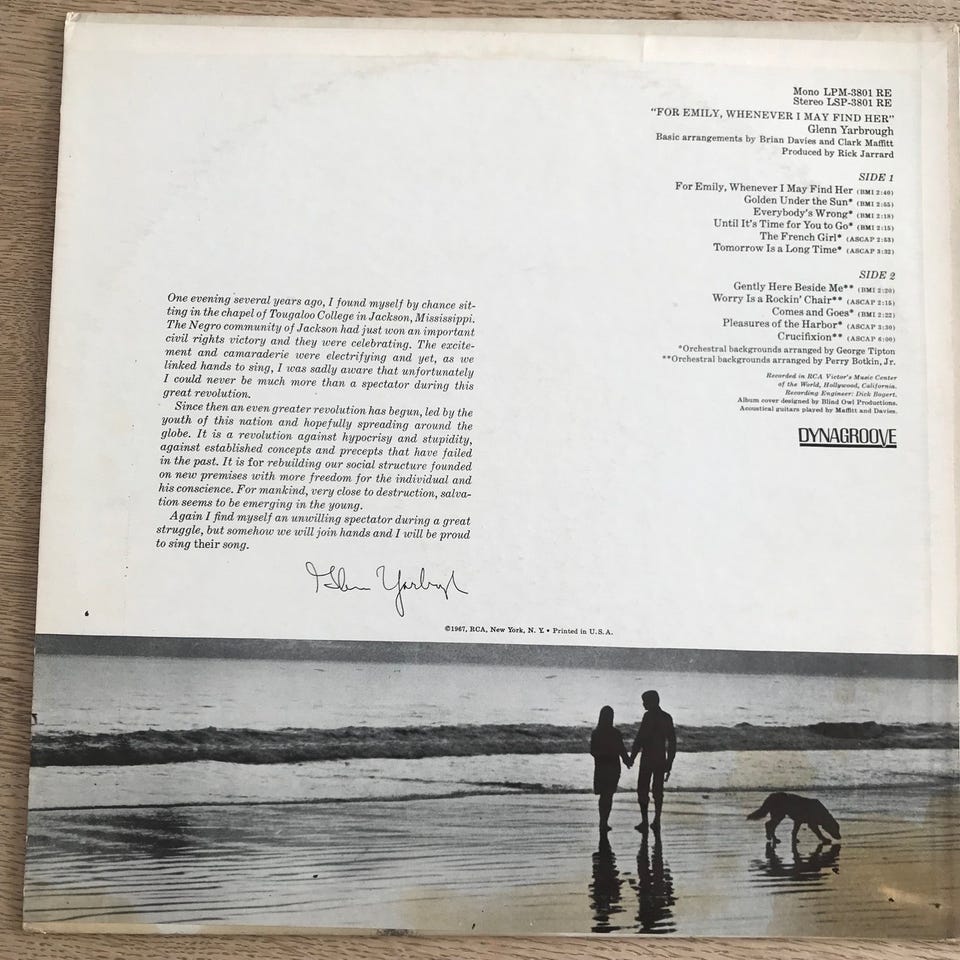 Mono LPM-3801 RE
Stereo LSP-3801 RE
"FOR EMILY, WHENEVER I MAY FIND HER"
Glenn Yarbrough
Basic arrangements by Brian Davies and Clark Maffitt
Produced by Rick Jarrard
SIDE 1
For Emily, Whenever I May Find Her (BMI 2:40)
Golden Under the Sun* (BMI 2:55)
Everybody's Wrong* (BMI 2:18)
Until It's Time for You to Go* (BMI 2:15)
The French Girl* (ASCAP 2:53)
Tomorrow Is a Long Time* (ASCAP 3:32)
SIDE 2
Gently Here Beside Me** (BMI 2:20)
Worry Is a Rockin' Chair** (ASCAP 2:15)
Comes and Goes* (BMI 2:22)
Pleasures of the Harbor* (ASCAP 3:30)
Crucifixion** (ASCAP 6:00)
*Orchestral backgrounds arranged by George Tipton
**Orchestral backgrounds arranged by Perry Botkin, Jr.
Recorded in RCA Victor's Music Center
of the World, Hollywood, California.
Recording Engineer: Dick Bogert.
Album cover designed by Blind Owl Productions.
Acoustical guitars played by Maffitt and Davies.
DYNAGROOVE
One evening several years ago, I found myself by chance sit-
ting in the chapel of Tougaloo College in Jackson, Mississippi.
The Negro community of Jackson had just won an important
civil rights victory and they were celebrating. The excite-
ment and camaraderie were electrifying and yet, as we
linked hands to sing, I was sadly aware that unfortunately
I could never be much more than a spectator during this
great revolution.
Since then an even greater revolution has begun, led by the
youth of this nation and hopefully spreading around the
globe. It is a revolution against hypocrisy and stupidity,
against established concepts and precepts that have failed
in the past. It is for rebuilding our social structure founded
on new premises with more freedom for the individual and
his conscience. For mankind, very close to destruction, salva-
tion seems to be emerging in the young.
Again I find myself an unwilling spectator during a great
struggle, but somehow we will join hands and I will be proud
to sing their song.
Glenn Yarbrough
©1967, RCA, New York, N. Y. • Printed in U.S.A.
6